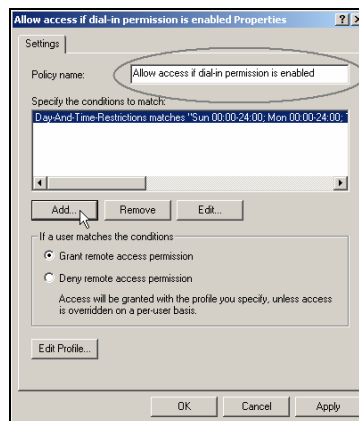 Allow access if dial-in permission is enabled Properties
Settings
Policy name:
Allow access if dial-in permission is enabled
Specify the conditions to match:
Day-And-Time-Restrictions matches "Sun 00:00-24:00; Mon 00:00-24:00;
Add...
Remove
Edit...
If a user matches the conditions
Grant remote access permission
Deny remote access permission
Access will be granted with the profile you specify, unless access
is overridden on a per-user basis.
Edit Profile...
OK
Cancel
Apply